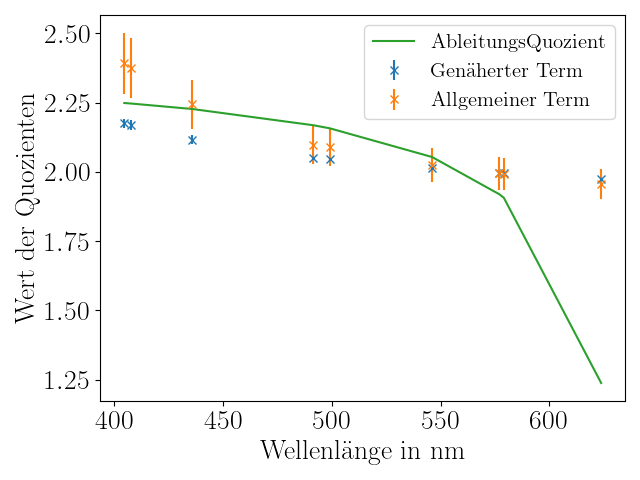 AbleitungsQuozient
Genäherter Term
Allgemeiner Term
Wert der Quozienten
2.50
2.25
2.00
1.75
1.50
1.25
400
450
500
550
600
Wellenlänge in nm